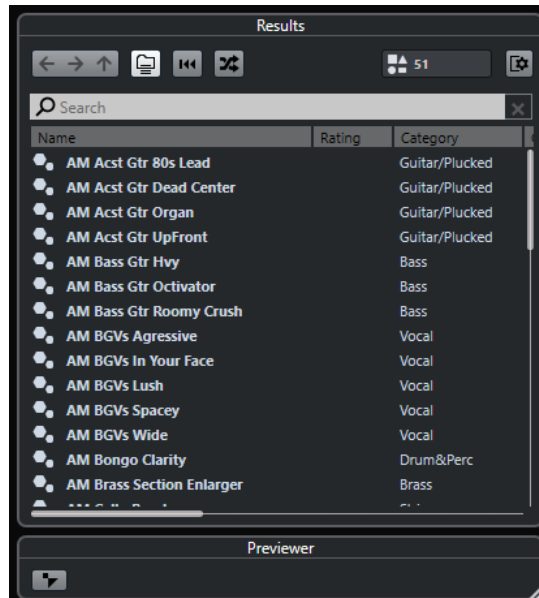 Results
51
Search
Name Rating Category
AM Acst Gtr 80s Lead Guitar/Plucked
AM Acst Gtr Dead Center Guitar/Plucked
AM Acst Gtr Organ Guitar/Plucked
AM Acst Gtr UpFront Guitar/Plucked
AM Bass Gtr Hvy Bass
AM Bass Gtr Octivator Bass
AM Bass Gtr Roomy Crush Bass
AM BGVs Agressive Vocal
AM BGVs In Your Face Vocal
AM BGVs Lush Vocal
AM BGVs Spacey Vocal
AM BGVs Wide Vocal
AM Bongo Clarity Drum&Perc
AM Brass Section Enlarger Brass
Previewer